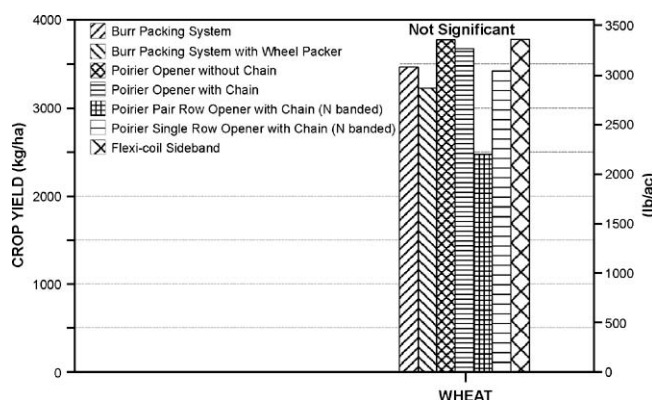 Not Significant
Burr Packing System
Burr Packing System with Wheel Packer
Poirier Opener without Chain
Poirier Opener with Chain
Poirier Pair Row Opener with Chain (N banded)
Poirier Single Row Opener with Chain (N banded)
Flexi-coil Sideband
CROP YIELD (kg/ha)
4000
3000
2000
1000
0
(lb/ac)
3500
3000
2500
2000
1500
1000
500
0
WHEAT